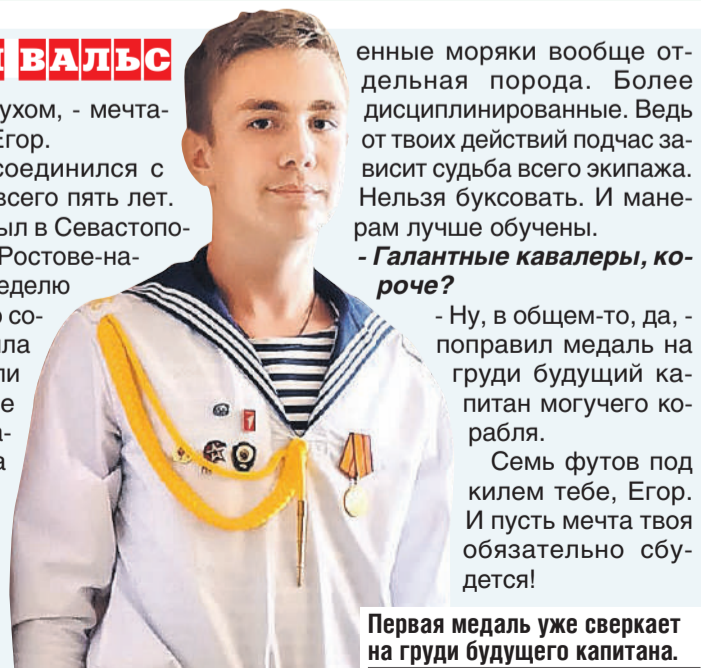 ВАЛЬС
ухом, - мечта-
Егор.
соединился с
всего пять лет.
ыл в Севастопо-
Ростове-на-
еделю
о со-
ла
ли
е
а-
а
енные моряки вообще от-
дельная порода. Более
дисциплинированные. Ведь
от твоих действий подчас за-
висит судьба всего экипажа.
Нельзя буксовать. И мане-
рам лучше обучены.
- Галантные кавалеры, ко-
роче?
- Ну, в общем-то, да, -
поправил медаль на
груди будущий ка-
питан могучего ко-
рабля.
Семь футов под
килем тебе, Егор.
И пусть мечта твоя
обязательно сбу-
дется!
Первая медаль уже сверкает
на груди будущего капитана.